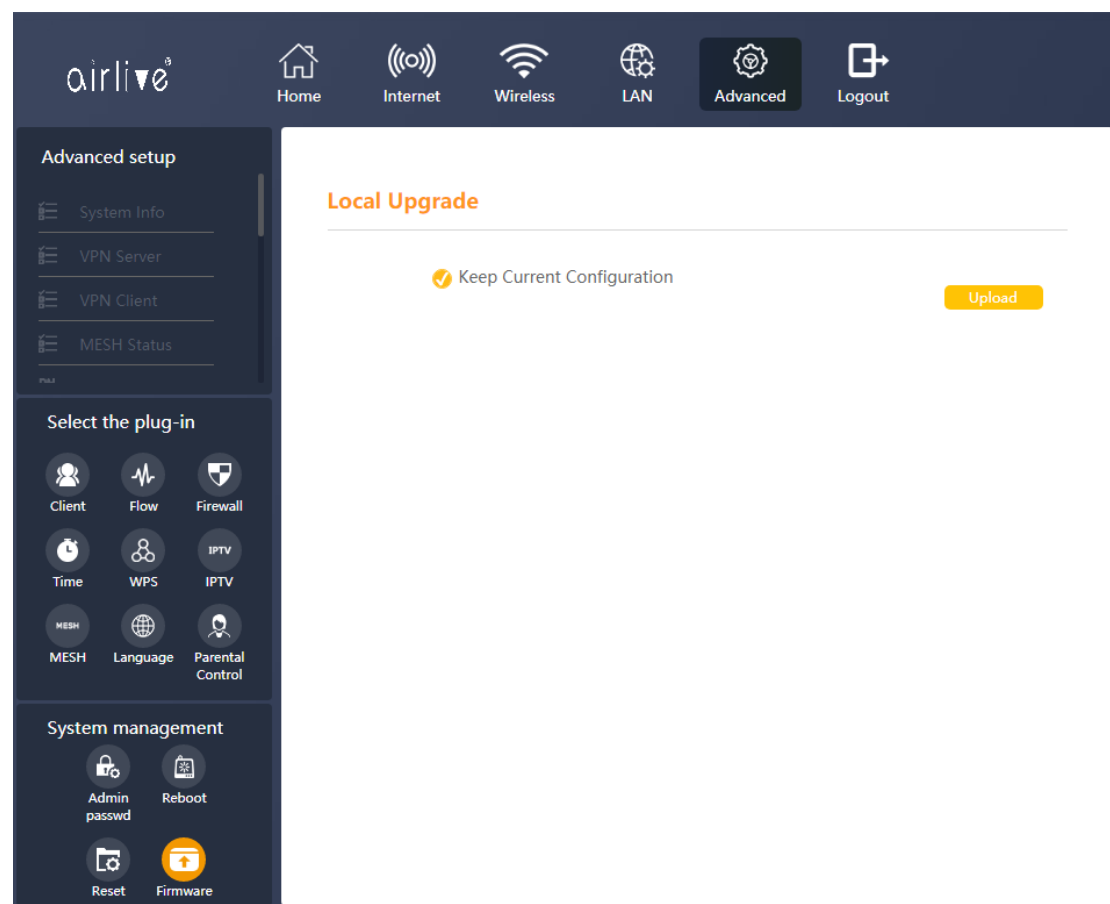 airlive®
Home Internet Wireless LAN Advanced Logout
Advanced setup
System Info
VPN Server
VPN Client
MESH Status
Local Upgrade
Keep Current Configuration
Upload
Select the plug-in
Client Flow Firewall
IPTV
Time WPS IPTV
MESH
MESH Language Parental
Control
System management
Admin Reboot
passwd
Reset Firmware